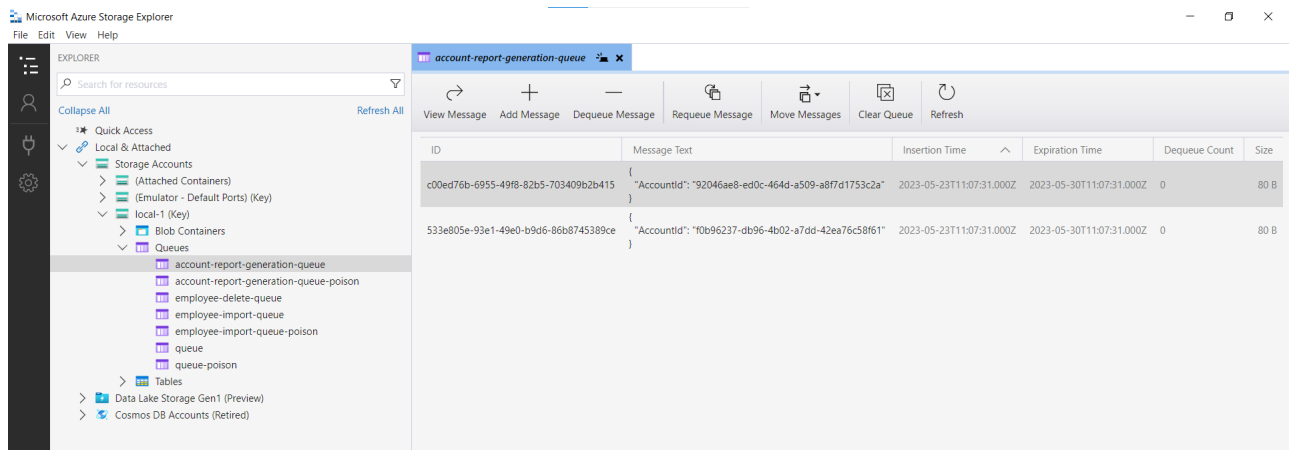 Microsoft Azure Storage Explorer
File Edit View Help
EXPLORER
Search for resources
Collapse All Refresh All
Quick Access
Local & Attached
Storage Accounts
(Attached Containers)
(Emulator - Default Ports) (Key)
local-1 (Key)
Blob Containers
Queues
account-report-generation-queue
account-report-generation-queue-poison
employee-delete-queue
employee-import-queue
employee-import-queue-poison
queue
queue-poison
Tables
Data Lake Storage Gen1 (Preview)
Cosmos DB Accounts (Retired)
account-report-generation-queue
View Message Add Message Dequeue Message Requeue Message Move Messages Clear Queue Refresh
ID Message Text Insertion Time Expiration Time Dequeue Count Size
{
c00ed76b-6955-49f8-82b5-703409b2b415 "AccountId": "92046ae8-ed0c-464d-a509-a8f7d1753c2a" 2023-05-23T11:07:31.000Z 2023-05-30T11:07:31.000Z 0 80 B
}
{
533e805e-93e1-49e0-b9d6-86b8745389ce "AccountId": "f0b96237-db96-4b02-a7dd-42ea76c58f61" 2023-05-23T11:07:31.000Z 2023-05-30T11:07:31.000Z 0 80 B
}